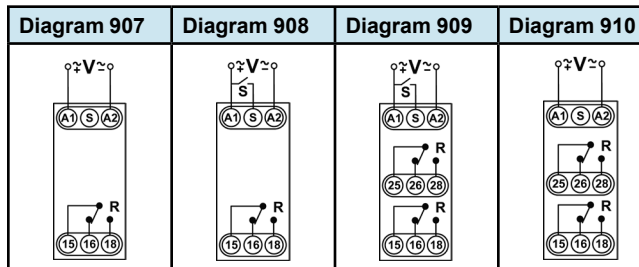 Diagram 907 Diagram 908 Diagram 909 Diagram 910
+ V - + V - + V - + V -
S S
A1 S A2 A1 S A2 A1 S A2 A1 S A2
R R
25 26 28 25 26 28
R R R R
15 16 18 15 16 18 15 16 18 15 16 18